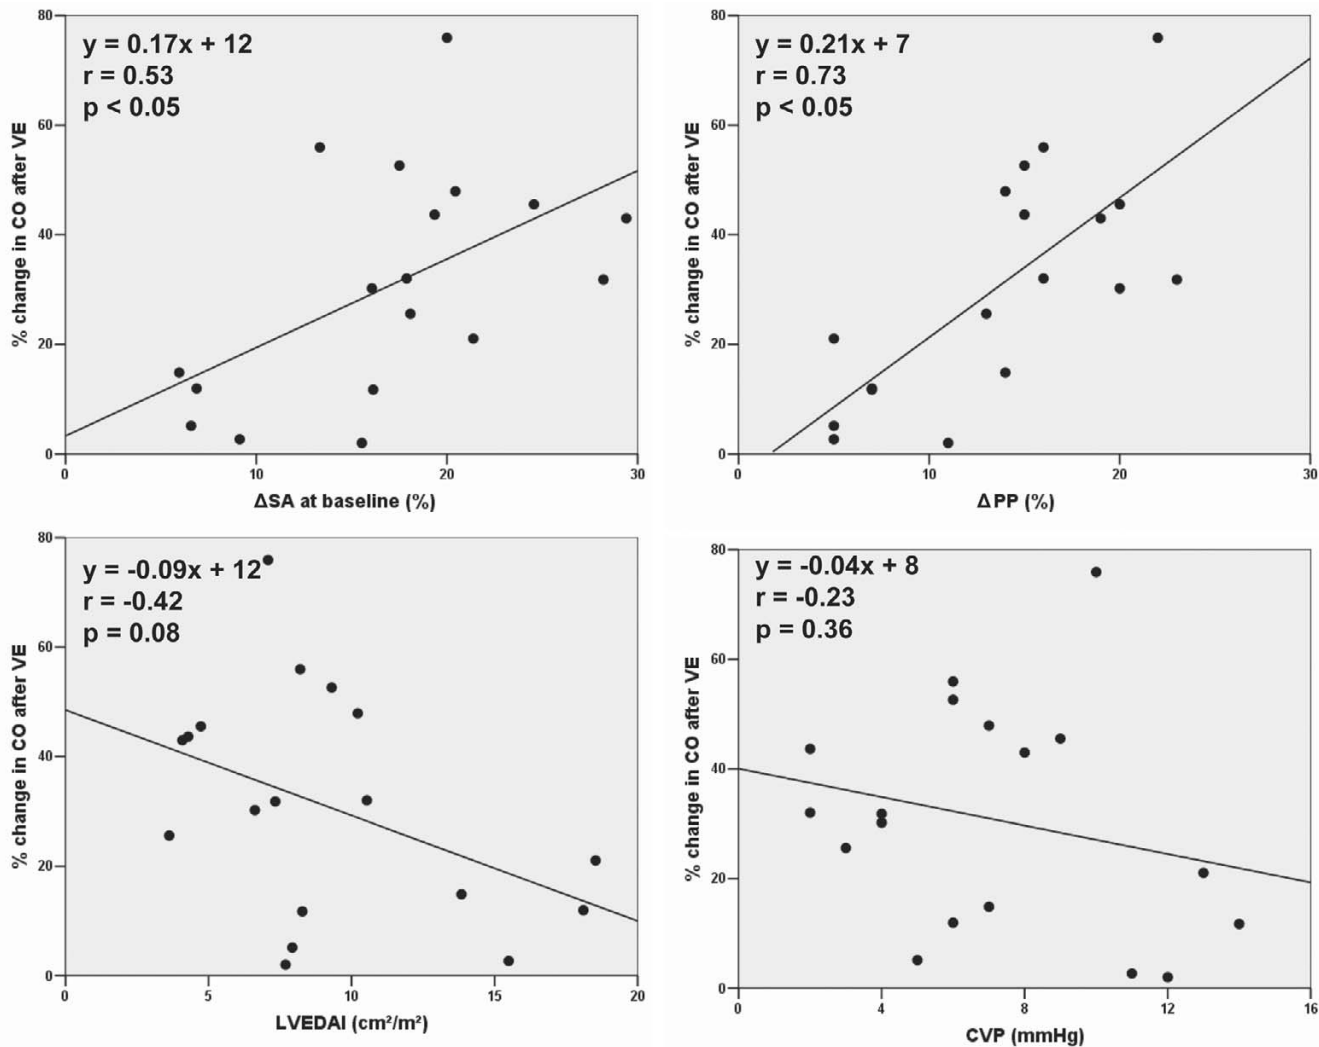 80
60
40
20
0
% change in CO after VE
y = 0.17x + 12
r = 0.53
p < 0.05
0 10 20 30
ΔSA at baseline (%)
80
60
40
20
0
% change in CO after VE
y = 0.21x + 7
r = 0.73
p < 0.05
0 10 20 30
ΔPP (%)
80
60
40
20
0
% change in CO after VE
y = -0.09x + 12
r = -0.42
p = 0.08
0 5 10 15 20
LVEDAI (cm²/m²)
80
60
40
20
0
% change in CO after VE
y = -0.04x + 8
r = -0.23
p = 0.36
0 4 8 12 16
CVP (mmHg)